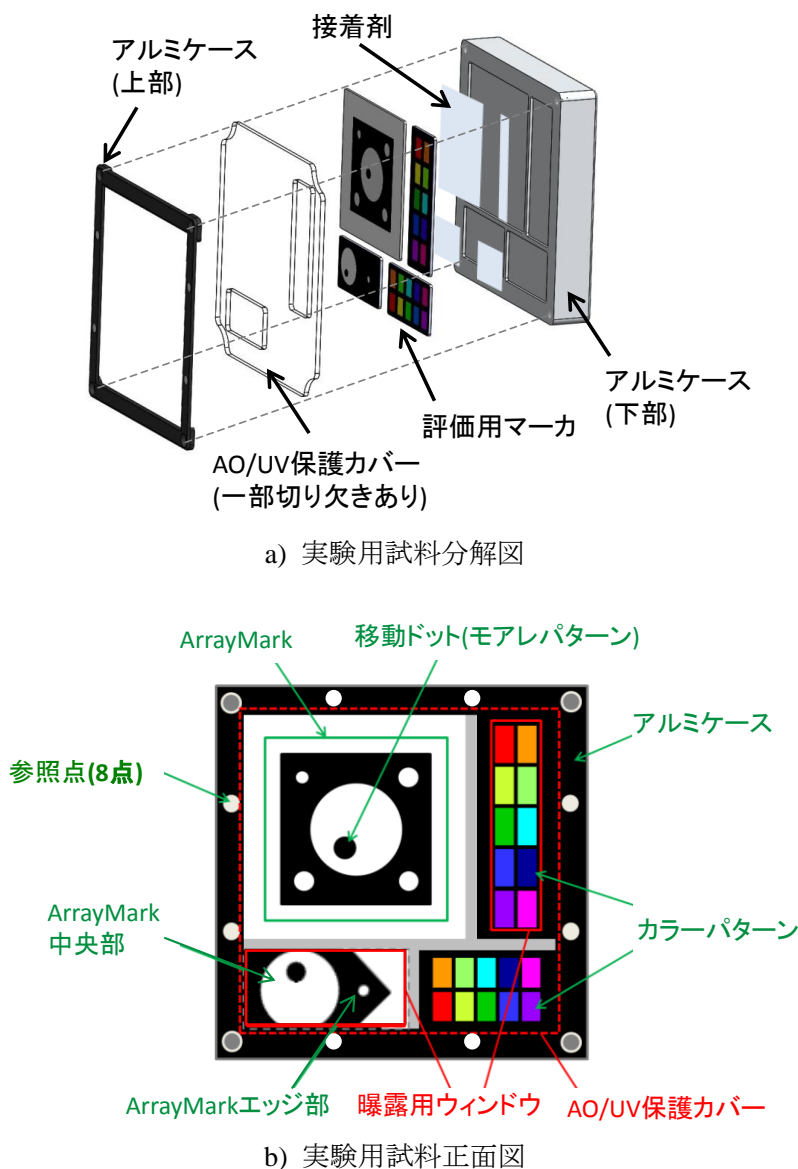 接着剤
アルミケース
(上部)
アルミケース
(下部)
評価用マーカ
AO/UV保護カバー
(一部切り欠きあり)
a) 実験用試料分解図
ArrayMark
移動ドット(モアレパターン)
アルミケース
参照点(8点)
ArrayMark
中央部
カラーパターン
ArrayMarkエッジ部
曝露用ウィンドウ
AO/UV保護カバー
b) 実験用試料正面図